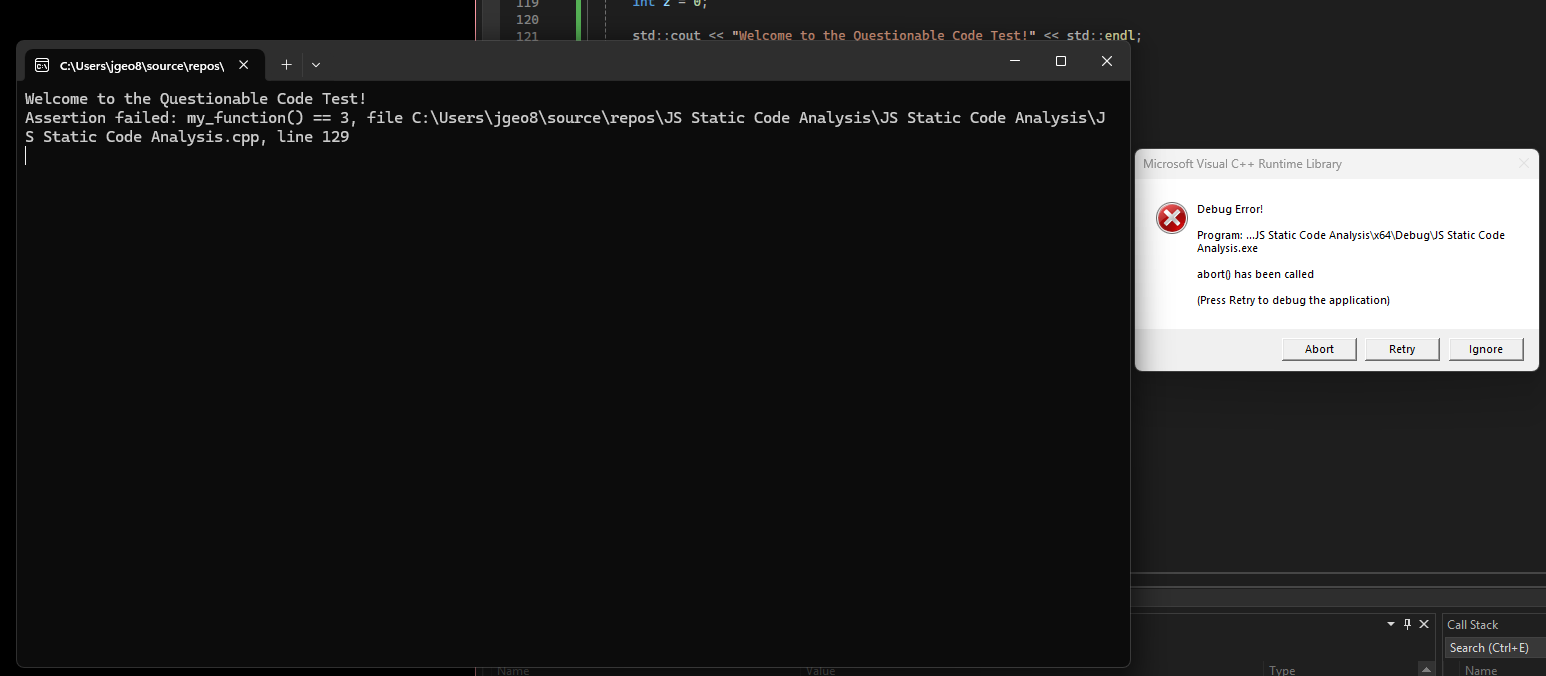 119
int z = 0;
120
121
std::cout << "Welcome to the Questionable Code Test!" << std::endl;
C:\Users\jgeo8\source\repos\
Welcome to the Questionable Code Test!
Assertion failed: my_function() == 3, file C:\Users\jgeo8\source\repos\JS Static Code Analysis\JS Static Code Analysis\J
S Static Code Analysis.cpp, line 129
Microsoft Visual C++ Runtime Library
Debug Error!
Program: ...JS Static Code Analysis\x64\Debug\JS Static Code
Analysis.exe
abort() has been called
(Press Retry to debug the application)
Abort
Retry
Ignore
Call Stack
Search (Ctrl+E)
Name
Value
Type
Name